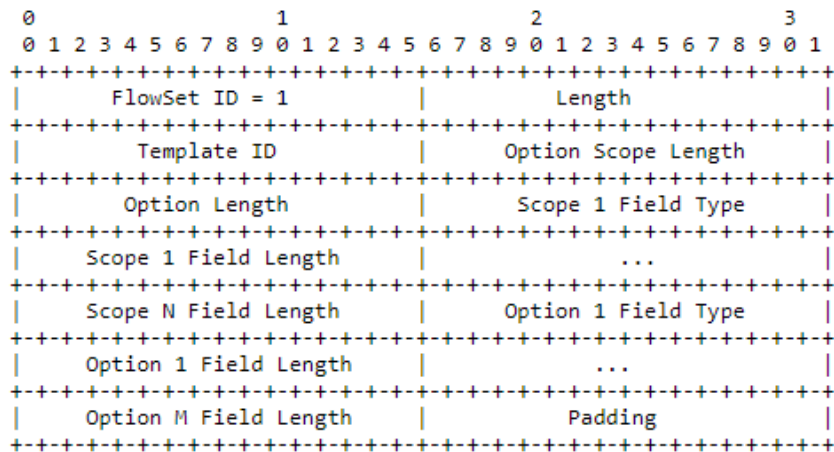 0                   1                   2                   3
 0 1 2 3 4 5 6 7 8 9 0 1 2 3 4 5 6 7 8 9 0 1 2 3 4 5 6 7 8 9 0 1
+-+-+-+-+-+-+-+-+-+-+-+-+-+-+-+-+-+-+-+-+-+-+-+-+-+-+-+-+-+-+-+-+
|       FlowSet ID = 1          |          Length               |
+-+-+-+-+-+-+-+-+-+-+-+-+-+-+-+-+-+-+-+-+-+-+-+-+-+-+-+-+-+-+-+-+
|         Template ID           |      Option Scope Length      |
+-+-+-+-+-+-+-+-+-+-+-+-+-+-+-+-+-+-+-+-+-+-+-+-+-+-+-+-+-+-+-+-+
|        Option Length          |       Scope 1 Field Type      |
+-+-+-+-+-+-+-+-+-+-+-+-+-+-+-+-+-+-+-+-+-+-+-+-+-+-+-+-+-+-+-+-+
|     Scope 1 Field Length      |               ...             |
+-+-+-+-+-+-+-+-+-+-+-+-+-+-+-+-+-+-+-+-+-+-+-+-+-+-+-+-+-+-+-+-+
|     Scope N Field Length      |      Option 1 Field Type      |
+-+-+-+-+-+-+-+-+-+-+-+-+-+-+-+-+-+-+-+-+-+-+-+-+-+-+-+-+-+-+-+-+
|     Option 1 Field Length     |             ...               |
+-+-+-+-+-+-+-+-+-+-+-+-+-+-+-+-+-+-+-+-+-+-+-+-+-+-+-+-+-+-+-+-+
|     Option M Field Length     |           Padding             |
+-+-+-+-+-+-+-+-+-+-+-+-+-+-+-+-+-+-+-+-+-+-+-+-+-+-+-+-+-+-+-+-+